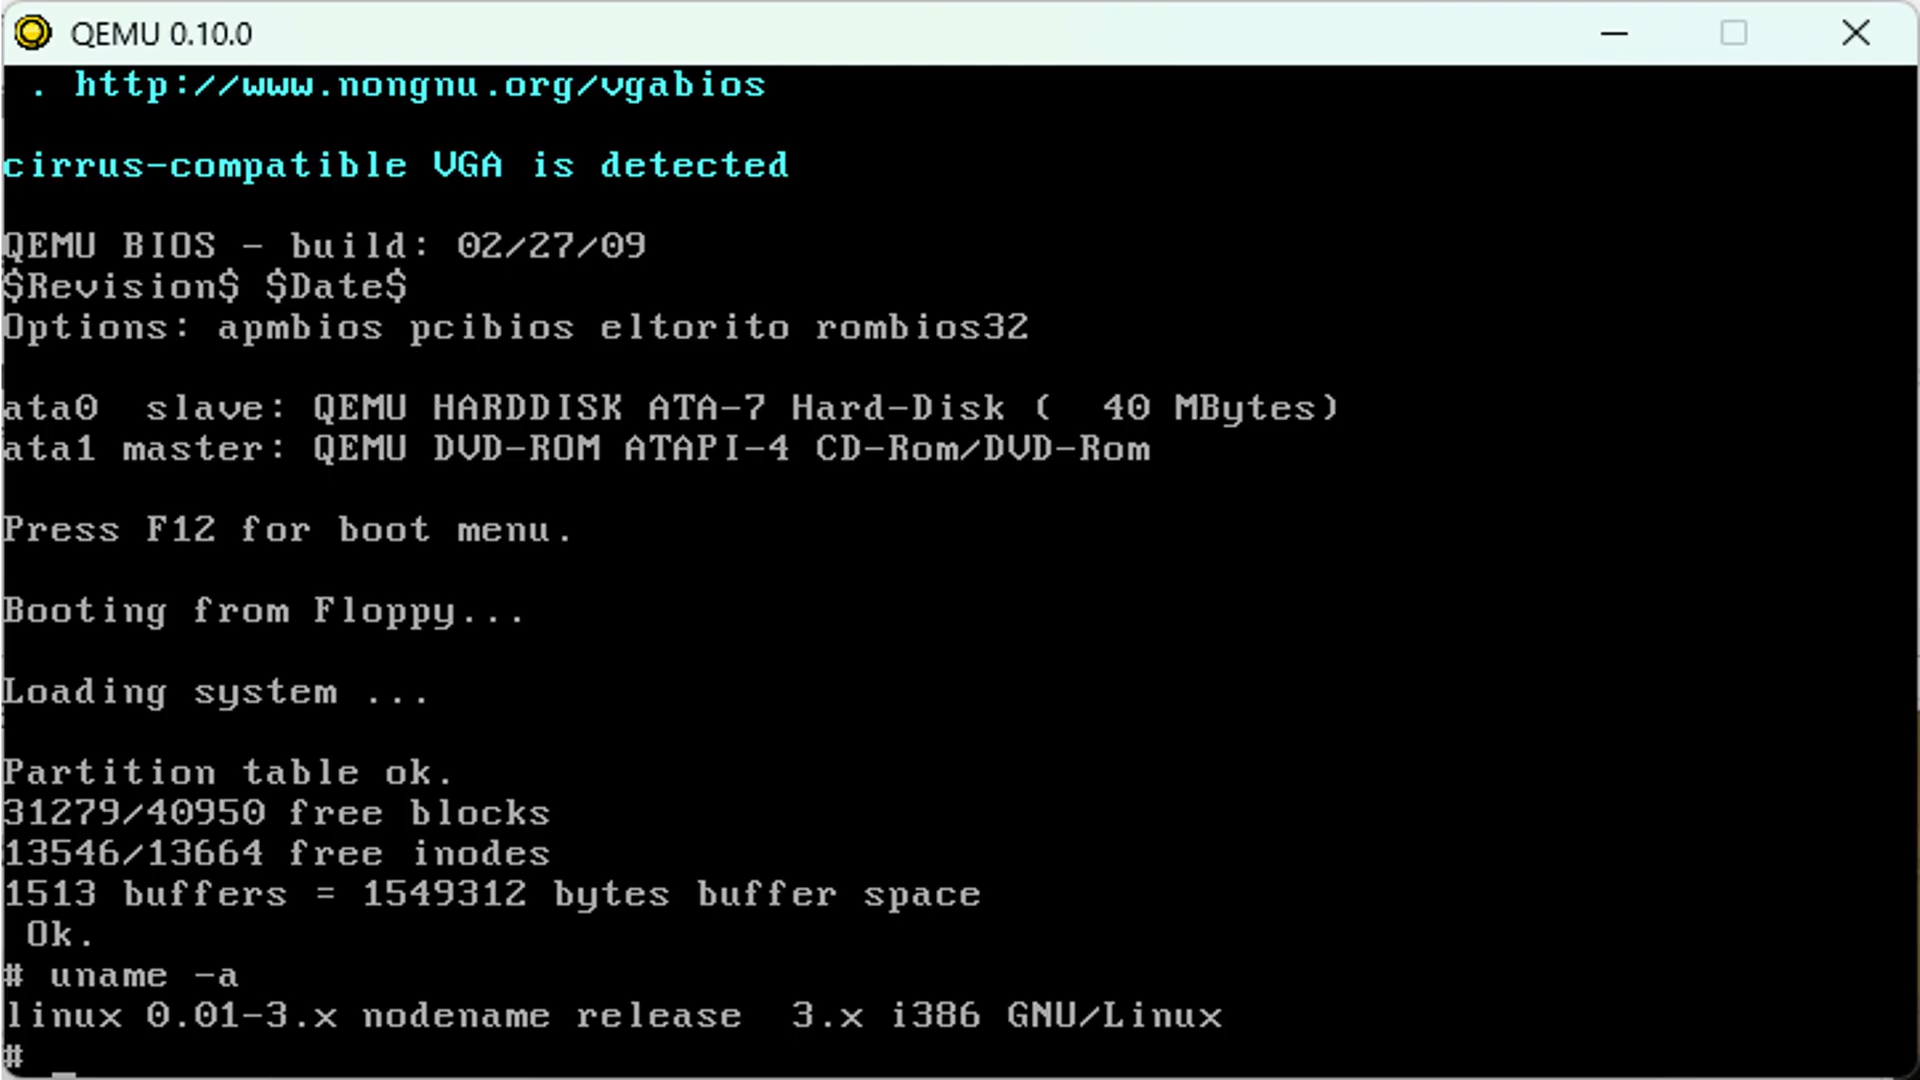 QEMU 0.10.0
. http://www.nongnu.org/vgabios
cirrus-compatible VGA is detected
QEMU BIOS - build: 02/27/09
$Revision$ $Date$
Options: apmbios pcibios eltorito rombios32
ata0  slave: QEMU HARDDISK ATA-7 Hard-Disk (  40 MBytes)
ata1 master: QEMU DVD-ROM ATAPI-4 CD-Rom/DVD-Rom
Press F12 for boot menu.
Booting from Floppy...
Loading system ...
Partition table ok.
31279/40950 free blocks
13546/13664 free inodes
1513 buffers = 1549312 bytes buffer space
Ok.
# uname -a
linux 0.01-3.x nodename release  3.x i386 GNU/Linux
# _